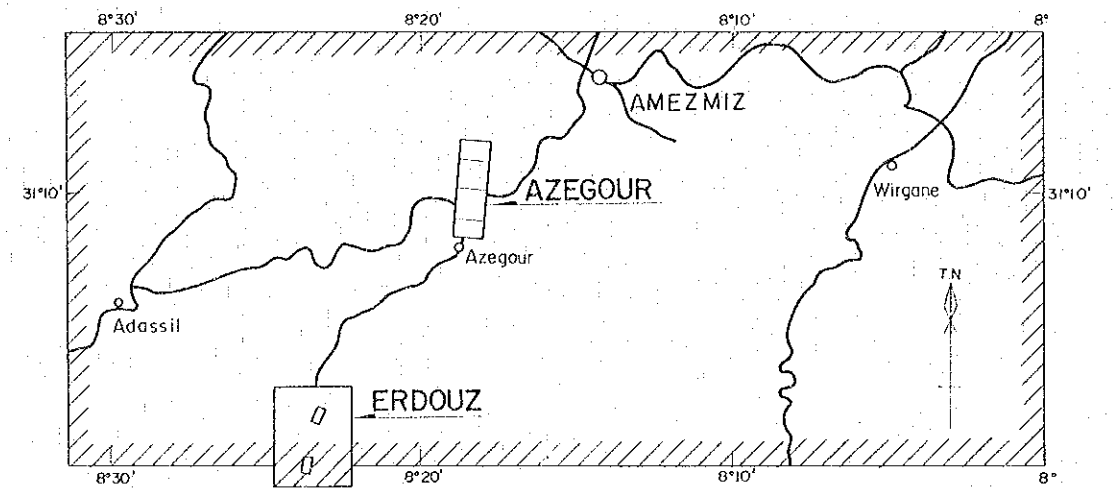 8°30' 8°20' 8°10' 8°
AMEZMIZ
31°10' AZEGOUR Wirgane 31°10'
Azegour
T.N
Adassil
ERDOUZ
8°30' 8°20' 8°10' 8°